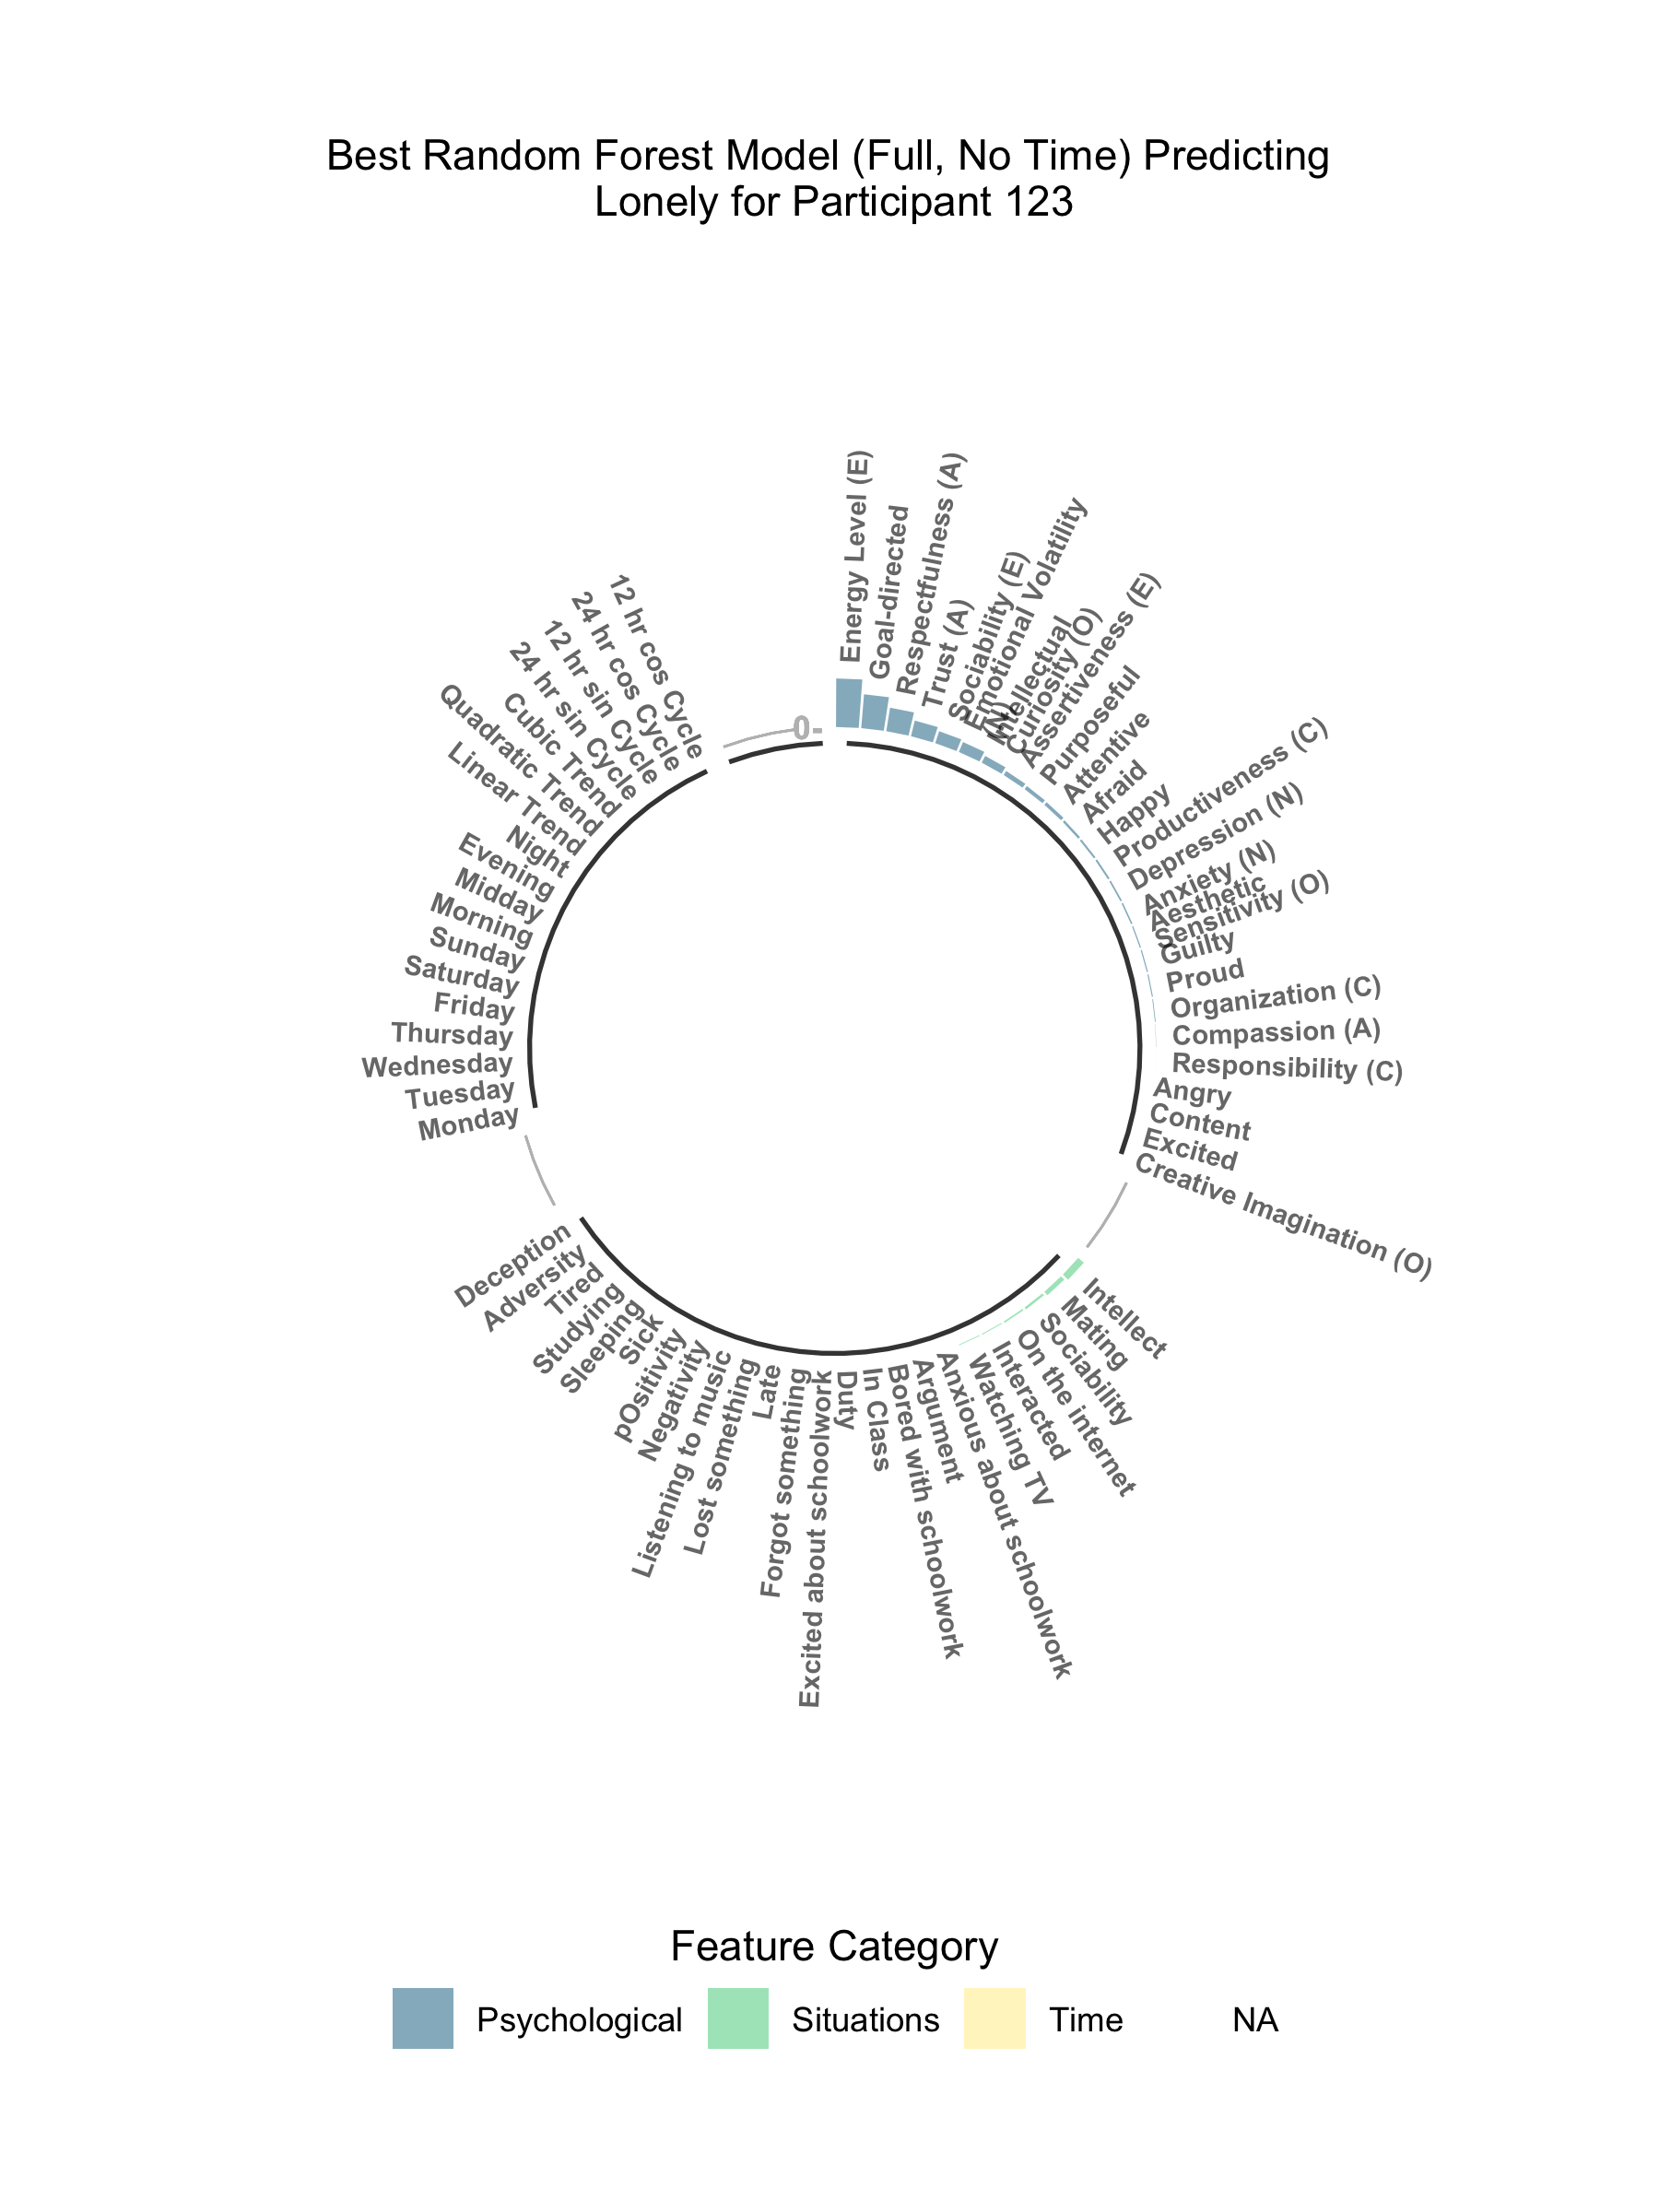 Best Random Forest Model (Full, No Time) Predicting
Lonely for Participant 123
0-
Energy Level (E)
Goal-directed
Respectfulness (A)
Trust (A)
Sociability (E)
Emotional Volatility
(N)
Intellectual
Curiosity (O)
Assertiveness (E)
Purposeful
Attentive
Afraid
Happy
Productiveness (C)
Depression (N)
Anxiety (N)
Aesthetic
Sensitivity (O)
Guilty
Proud
Organization (C)
Compassion (A)
Responsibility (C)
Angry
Content
Excited
Creative Imagination (O)
Intellect
Mating
Sociability
On the internet
Interacted
Watching TV
Anxious about schoolwork
Argument
Bored with schoolwork
In Class
Duty
Excited about schoolwork
Forgot something
Late
Lost something
Listening to music
Negativity
pOsitivity
Sick
Sleeping
Studying
Tired
Adversity
Deception
Monday
Tuesday
Wednesday
Thursday
Friday
Saturday
Sunday
Morning
Midday
Evening
Night
Linear Trend
Quadratic Trend
Cubic Trend
24 hr sin Cycle
12 hr sin Cycle
24 hr cos Cycle
12 hr cos Cycle
Feature Category
Psychological
Situations
Time
NA